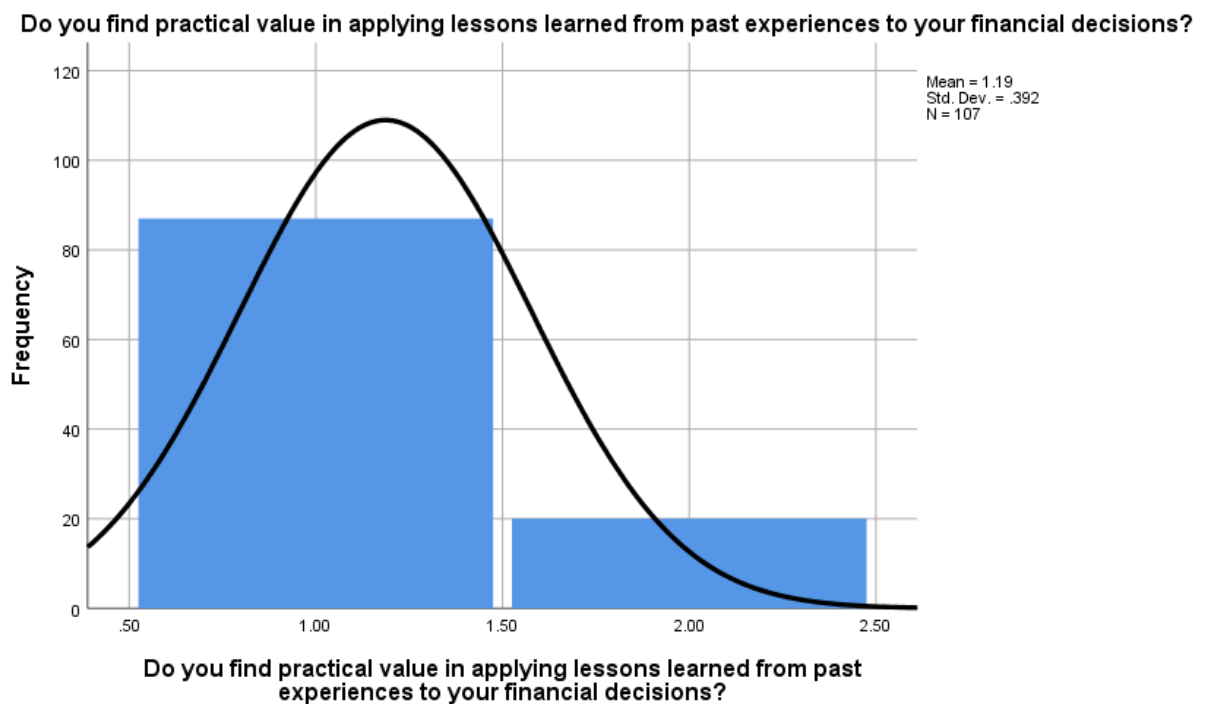 Do you find practical value in applying lessons learned from past experiences to your financial decisions?
Mean = 1.19
Std. Dev. = .392
N = 107
Frequency
120
100
80
60
40
20
0
.50
1.00
1.50
2.00
2.50
Do you find practical value in applying lessons learned from past
experiences to your financial decisions?